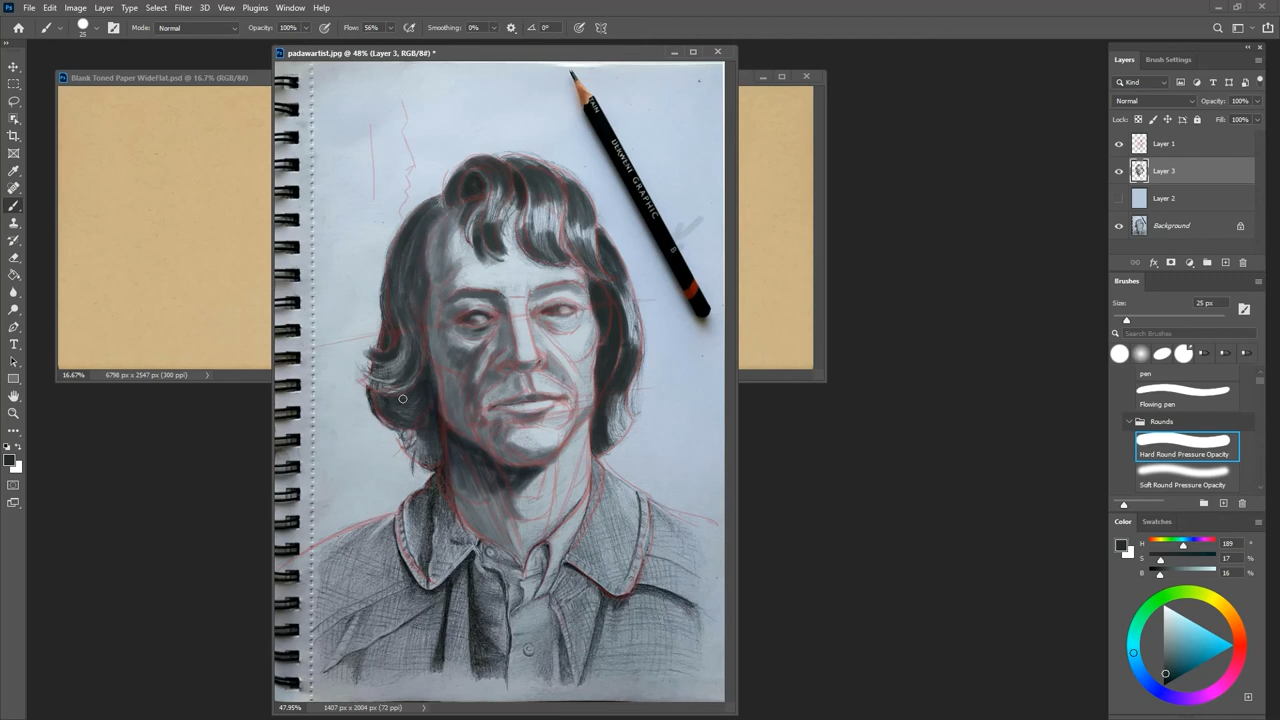 File Edit Image Layer Type Select Filter 3D View Plugins Window Help
25
Mode: Normal Opacity: 100% Flow: 56% Smoothing: 0% 0°
padawartist.jpg @ 48% (Layer 3, RGB/8#) *
Blank Toned Paper WideFlat.psd @ 16.7% (RGB/8#)
DERWENT GRAPHIC
B
16.67% 6798 px x 2547 px (300 ppi)
47.95% 1407 px x 2004 px (72 ppi)
Layers Brush Settings
Kind
Normal Opacity: 100%
Lock: Fill: 100%
Layer 1
Layer 3
Layer 2
Background
Brushes
Size: 25 px
Search Brushes
pen
Flowing pen
Rounds
Hard Round Pressure Opacity
Soft Round Pressure Opacity
Color Swatches
H 189 °
S 17 %
B 16 %